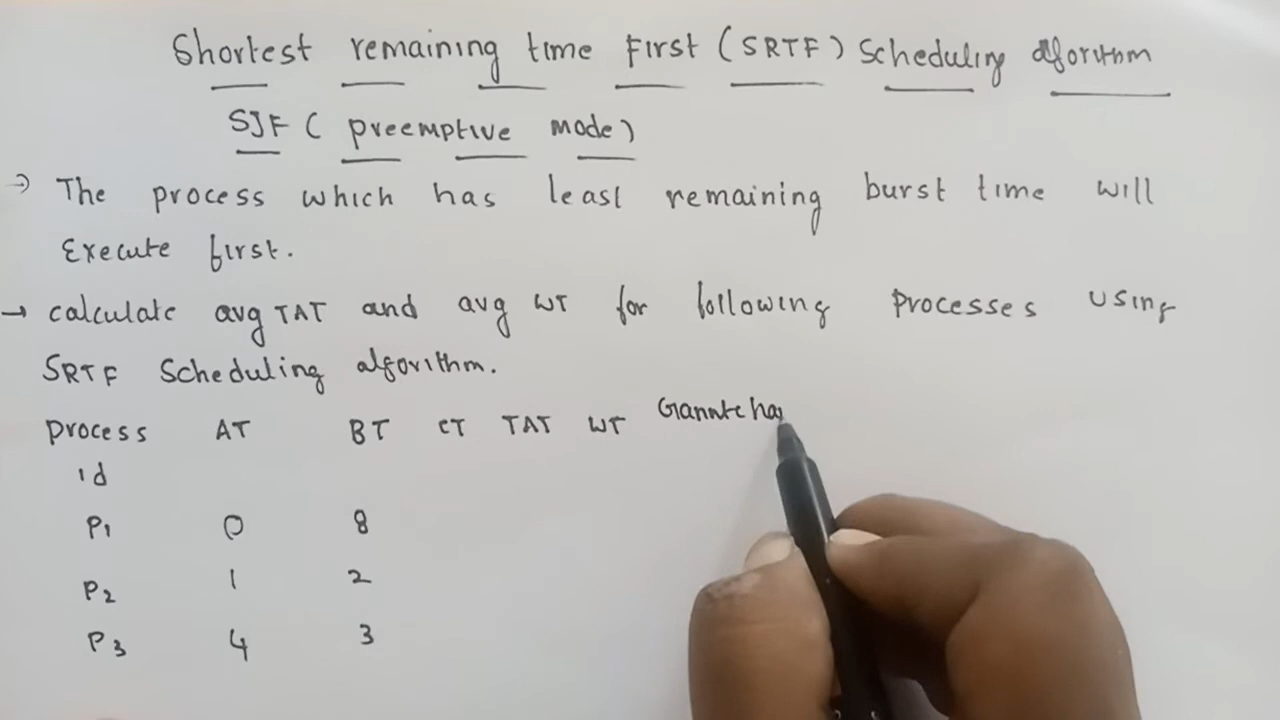 Shortest remaining time First (SRTF) Scheduling algorithm
SJF ( preemptive mode)
→ The process which has least remaining burst time will
Execute first.
→ calculate avg TAT and avg WT for following processes using
SRTF Scheduling algorithm.
process AT BT CT TAT WT Ganntcha
id
P1 0 8
P2 1 2
P3 4 3